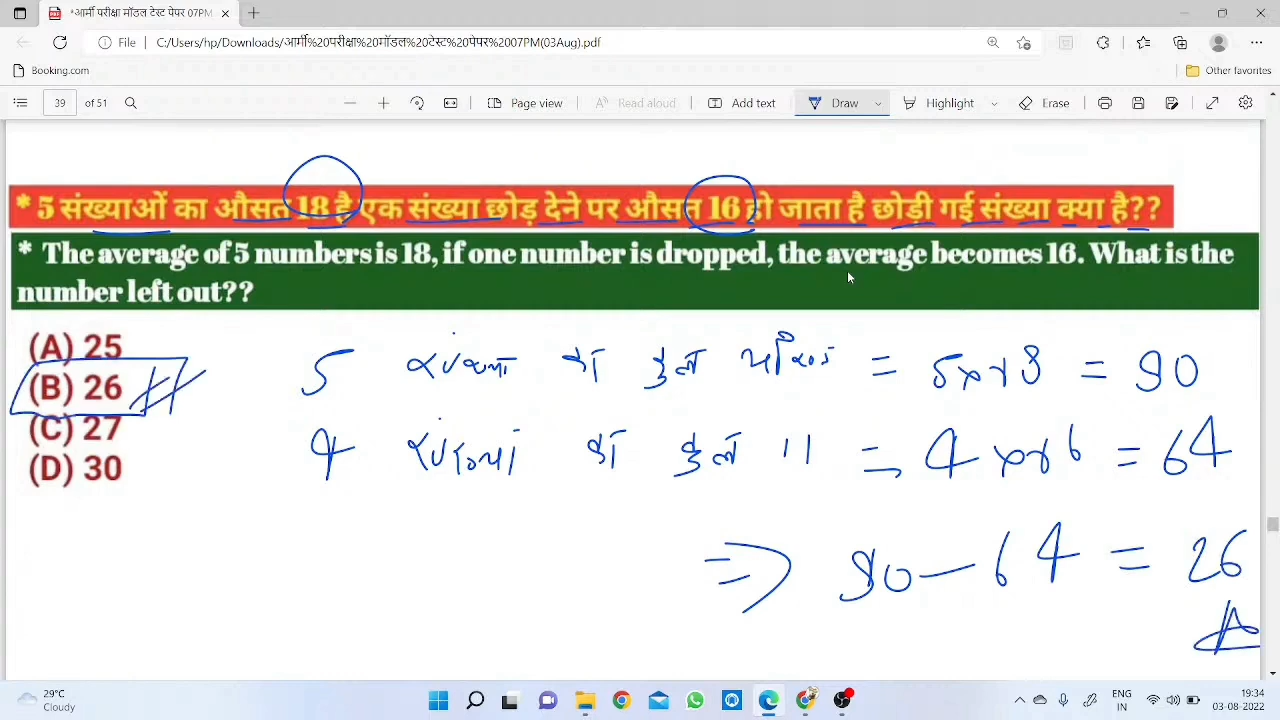 *आर्मी परीक्षा मॉडल टेस्ट पेपर 07PM
File C:/Users/hp/Downloads/आर्मी%20परीक्षा%20मॉडल%20टेस्ट%20पेपर%2007PM(03Aug).pdf
Booking.com Other favorites
39 of 51 Page view Read aloud Add text Draw Highlight Erase
* 5 संख्याओं का औसत 18 है एक संख्या छोड़ देने पर औसत 16 हो जाता है छोडी गई संख्या क्या है??
* The average of 5 numbers is 18, if one number is dropped, the average becomes 16. What is the
number left out??
(A) 25
(B) 26
(C) 27
(D) 30
5 संख्या का कुल = 5×18 = 90
4 संख्या का कुल 11 = 4×16 = 64
⇒ 90 - 64 = 26
29°C
Cloudy
ENG
IN
19:34
03-08-2022